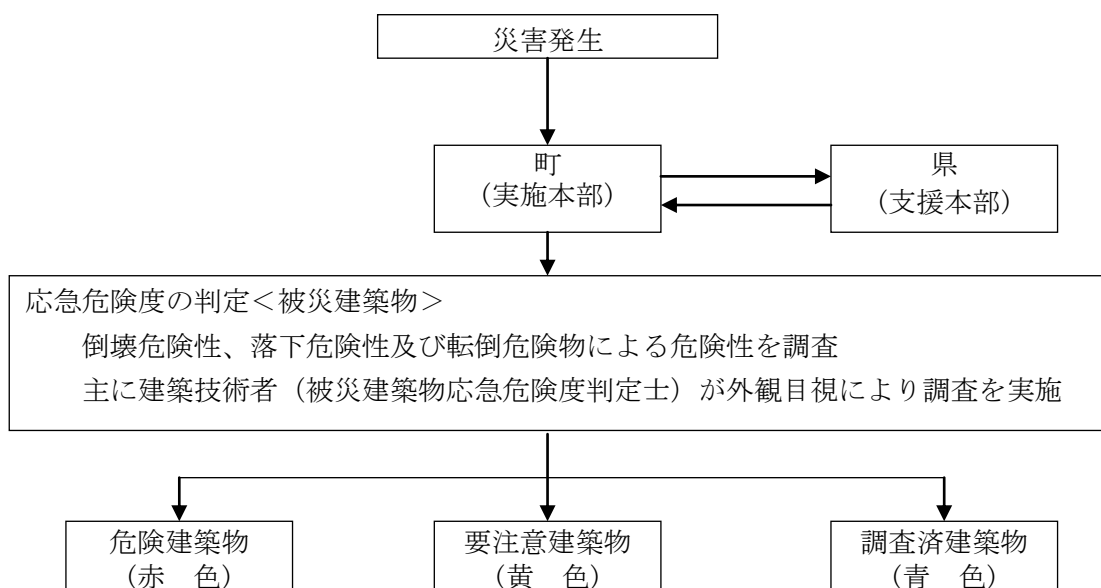 災害発生
町
（実施本部）
県
（支援本部）
応急危険度の判定＜被災建築物＞
倒壊危険性、落下危険性及び転倒危険物による危険性を調査
主に建築技術者（被災建築物応急危険度判定士）が外観目視により調査を実施
危険建築物
（赤　色）
要注意建築物
（黄　色）
調査済建築物
（青　色）